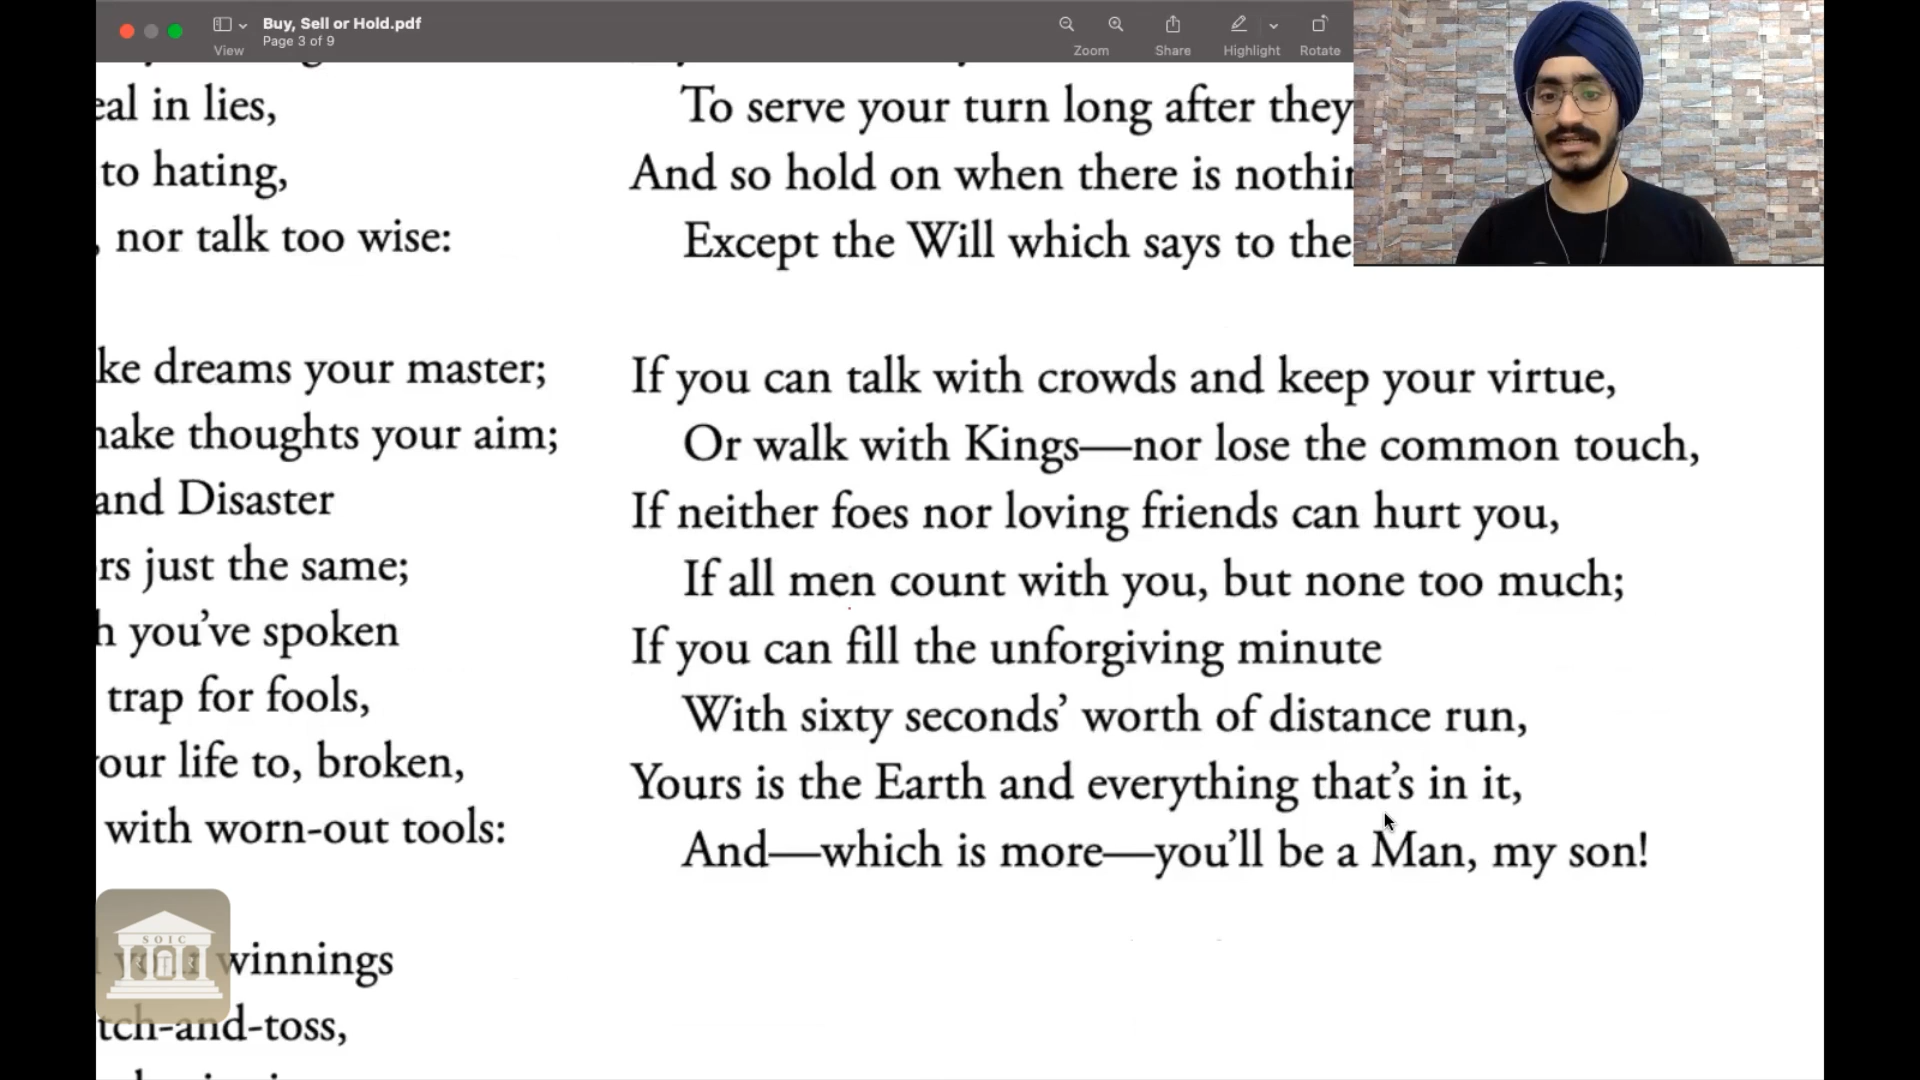 Buy, Sell or Hold.pdf
Page 3 of 9
View
Zoom
Share
Highlight
Rotate
eal in lies,
to hating,
, nor talk too wise:
ke dreams your master;
make thoughts your aim;
and Disaster
rs just the same;
h you've spoken
trap for fools,
your life to, broken,
with worn-out tools:
winnings
tch-and-toss,
To serve your turn long after they
And so hold on when there is nothin
Except the Will which says to the
If you can talk with crowds and keep your virtue,
Or walk with Kings—nor lose the common touch,
If neither foes nor loving friends can hurt you,
If all men count with you, but none too much;
If you can fill the unforgiving minute
With sixty seconds' worth of distance run,
Yours is the Earth and everything that's in it,
And—which is more—you'll be a Man, my son!
SOIC